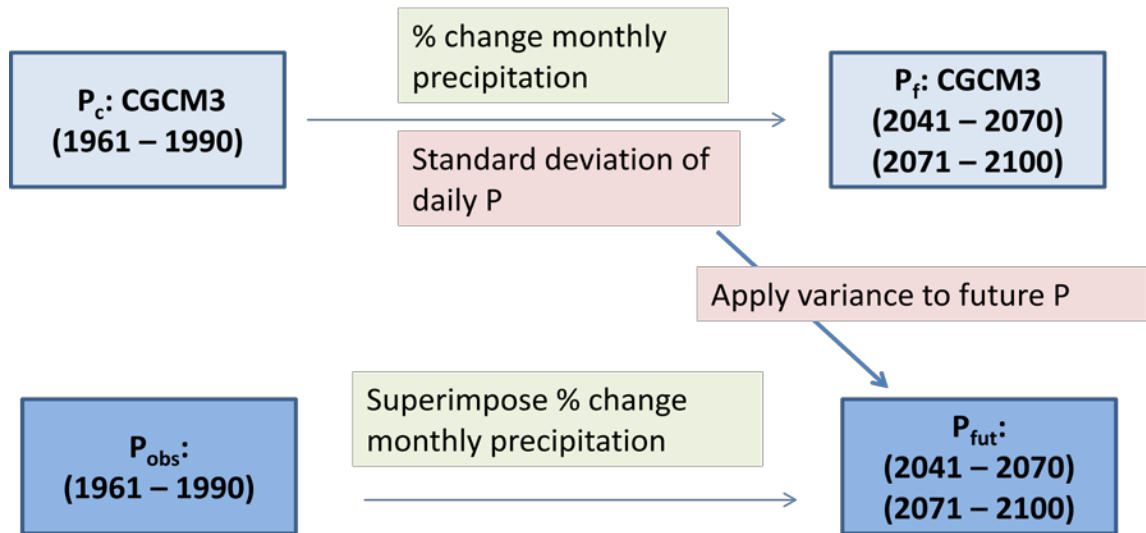 % change monthly
precipitation
Pc: CGCM3
(1961 – 1990)
Pf: CGCM3
(2041 – 2070)
(2071 – 2100)
Standard deviation of
daily P
Apply variance to future P
Superimpose % change
monthly precipitation
Pobs:
(1961 – 1990)
Pfut:
(2041 – 2070)
(2071 – 2100)